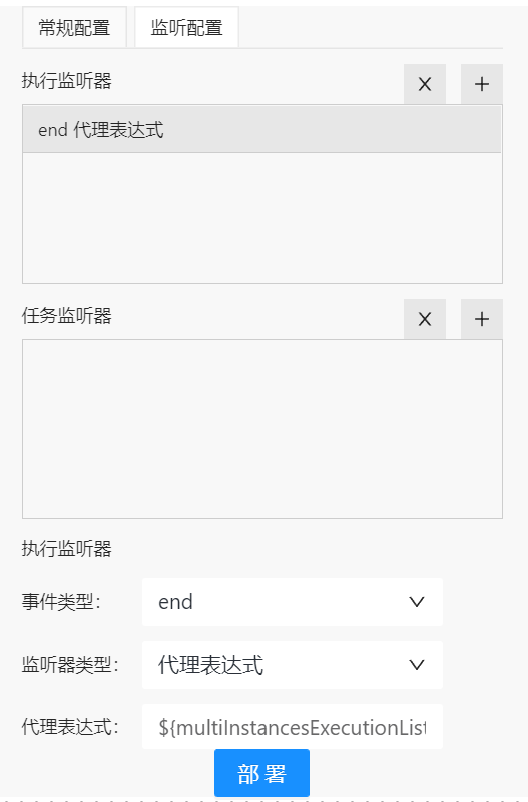 常规配置 监听配置
执行监听器 X +
end 代理表达式
任务监听器 X +
执行监听器
事件类型： end
监听器类型： 代理表达式
代理表达式： ${multiInstancesExecutionList
部署